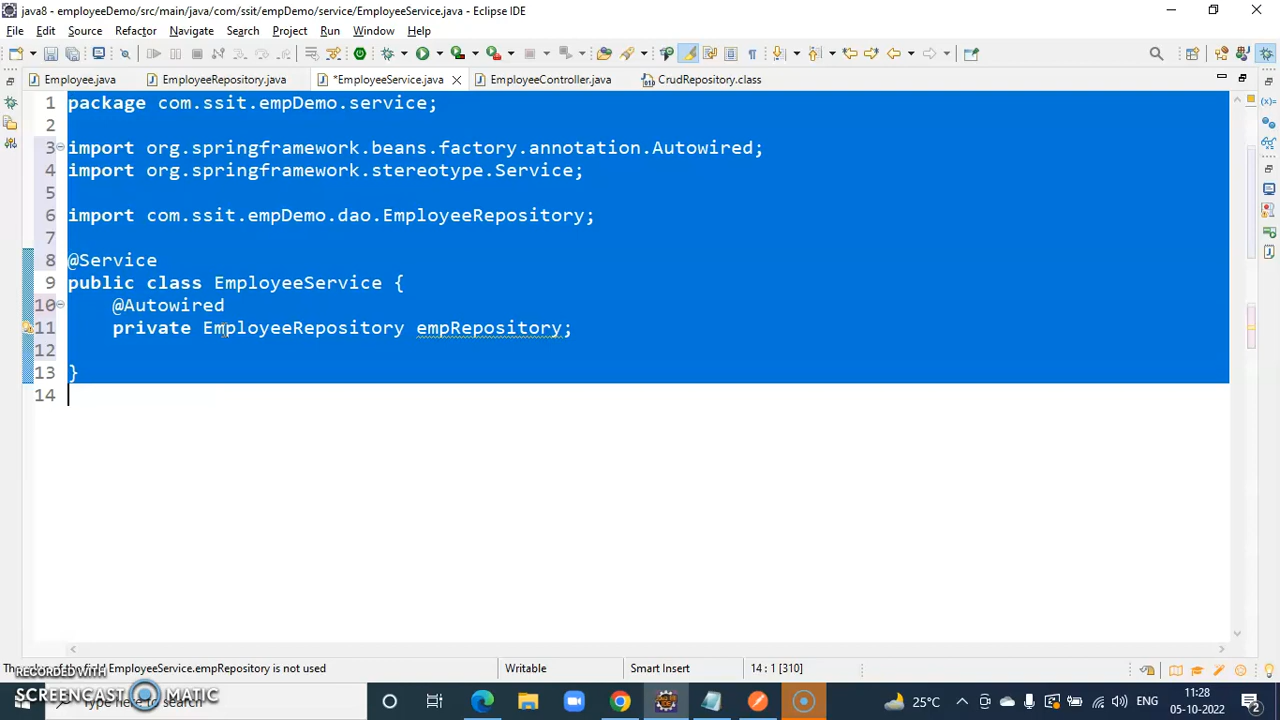 java8 - employeeDemo/src/main/java/com/ssit/empDemo/service/EmployeeService.java - Eclipse IDE
File Edit Source Refactor Navigate Search Project Run Window Help
Employee.java EmployeeRepository.java *EmployeeService.java EmployeeController.java CrudRepository.class
1 package com.ssit.empDemo.service;
2
3 import org.springframework.beans.factory.annotation.Autowired;
4 import org.springframework.stereotype.Service;
5
6 import com.ssit.empDemo.dao.EmployeeRepository;
7
8 @Service
9 public class EmployeeService {
10 @Autowired
11 private EmployeeRepository empRepository;
12
13 }
14
EmployeeService.empRepository is not used Writable Smart Insert 14 : 1 [310]
RECORDED WITH
SCREENCAST MATIC
Type here to search
25°C ENG 11:28
05-10-2022 2